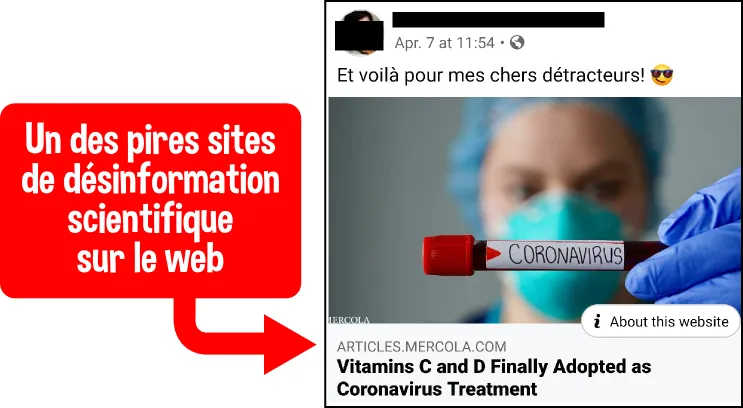 Un des pires sites
de désinformation
scientifique
sur le web
Apr. 7 at 11:54 •
Et voilà pour mes chers détracteurs! 😎
CORONAVIRUS
MERCOLA
i About this website
ARTICLES.MERCOLA.COM
Vitamins C and D Finally Adopted as
Coronavirus Treatment